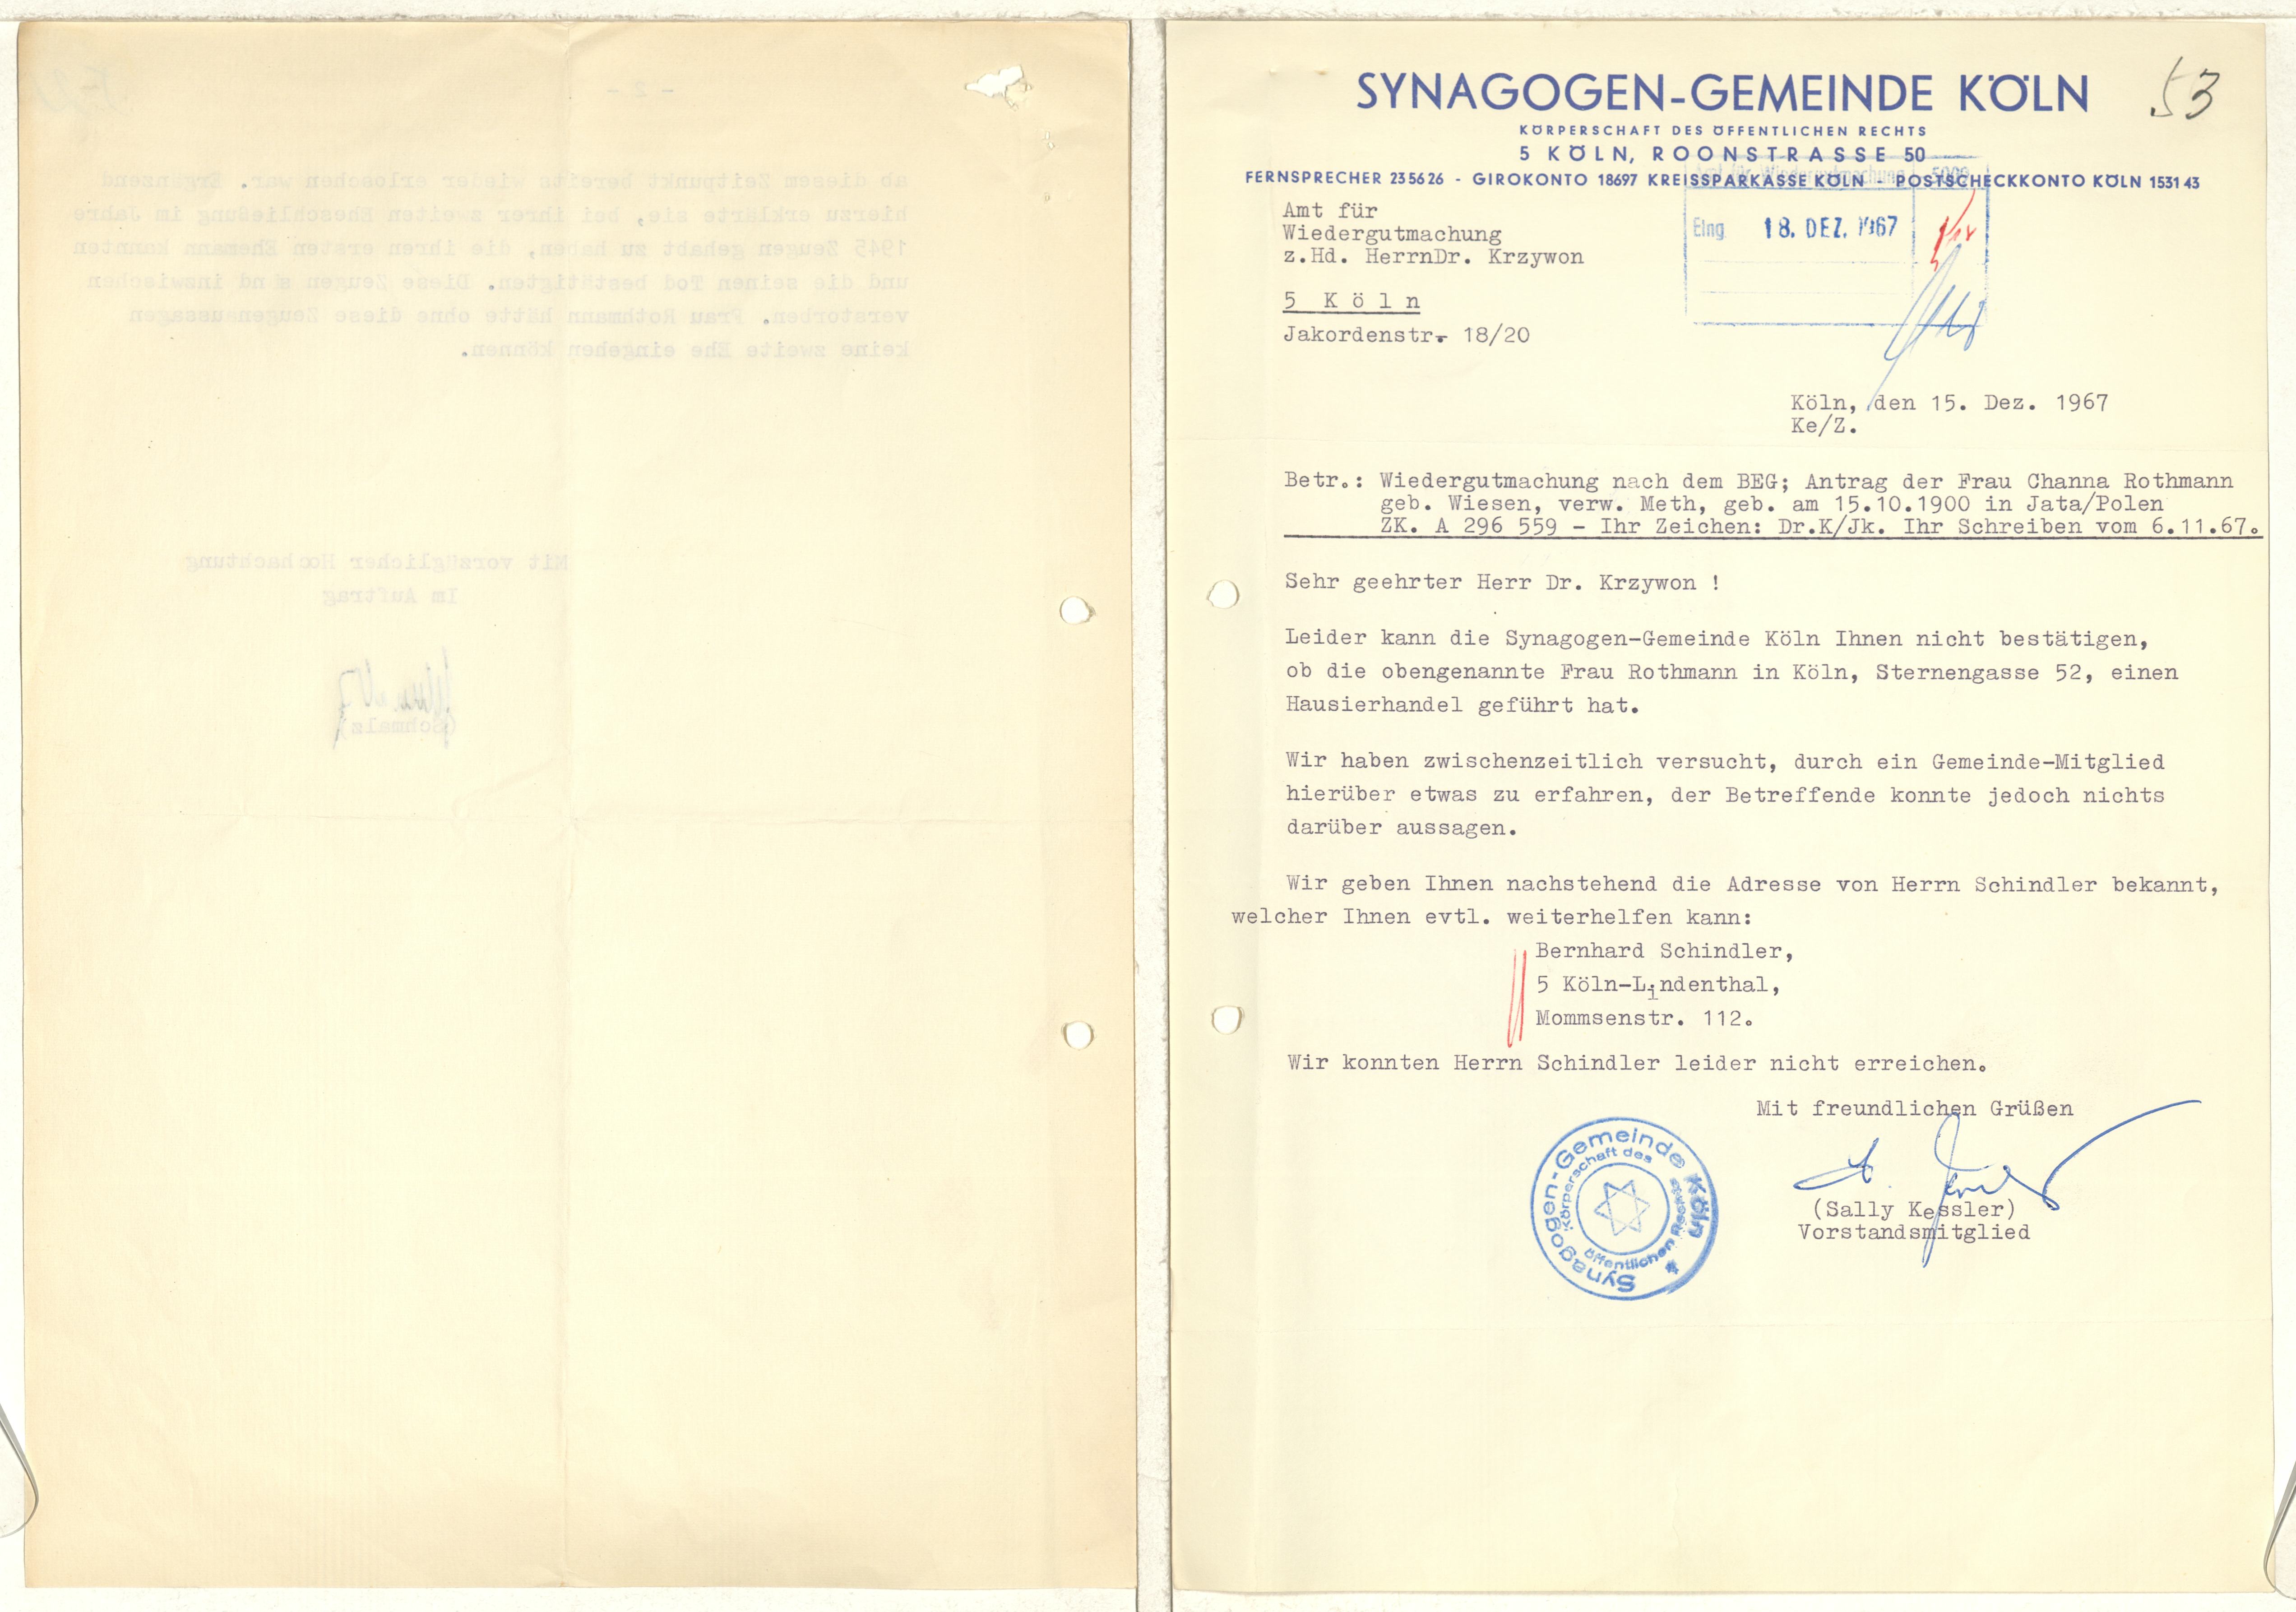 - 2 -
ab diesem Zeitpunkt bereits wieder erloschen war. Ergänzend
hierzu erklärte sie, bei ihrer zweiten Eheschließung im Jahre
1945 Zeugen gehabt zu haben, die ihren ersten Ehemann kannten
und die seinen Tod bestätigten. Diese Zeugen sind inzwischen
verstorben. Frau Rothmann hätte ohne diese Zeugenaussagen
keine zweite Ehe eingehen können.
Mit vorzüglicher Hochachtung
Im Auftrag
(Schmalz)
SYNAGOGEN-GEMEINDE KÖLN
53
KÖRPERSCHAFT DES ÖFFENTLICHEN RECHTS
5 KÖLN, ROONSTRASSE 50
FERNSPRECHER 235626 - GIROKONTO 18697 KREISSPARKASSE KÖLN - POSTSCHECKKONTO KÖLN 153143
Amt für Wiedergutmachung 5000
Eing. 18. DEZ. 1967
Amt für
Wiedergutmachung
z.Hd. HerrnDr. Krzywon
5 K ö l n
Jakordenstr. 18/20
Köln, den 15. Dez. 1967
Ke/Z.
Betr.: Wiedergutmachung nach dem BEG; Antrag der Frau Channa Rothmann
geb. Wiesen, verw. Meth, geb. am 15.10.1900 in Jata/Polen
ZK. A 296 559 - Ihr Zeichen: Dr.K/Jk. Ihr Schreiben vom 6.11.67.
Sehr geehrter Herr Dr. Krzywon !
Leider kann die Synagogen-Gemeinde Köln Ihnen nicht bestätigen,
ob die obengenannte Frau Rothmann in Köln, Sternengasse 52, einen
Hausierhandel geführt hat.
Wir haben zwischenzeitlich versucht, durch ein Gemeinde-Mitglied
hierüber etwas zu erfahren, der Betreffende konnte jedoch nichts
darüber aussagen.
Wir geben Ihnen nachstehend die Adresse von Herrn Schindler bekannt,
welcher Ihnen evtl. weiterhelfen kann:
Bernhard Schindler,
5 Köln-Lindenthal,
Mommsenstr. 112.
Wir konnten Herrn Schindler leider nicht erreichen.
Mit freundlichen Grüßen
(Sally Kessler)
Vorstandsmitglied
Synagogen-Gemeinde Köln
Körperschaft des öffentlichen Rechts